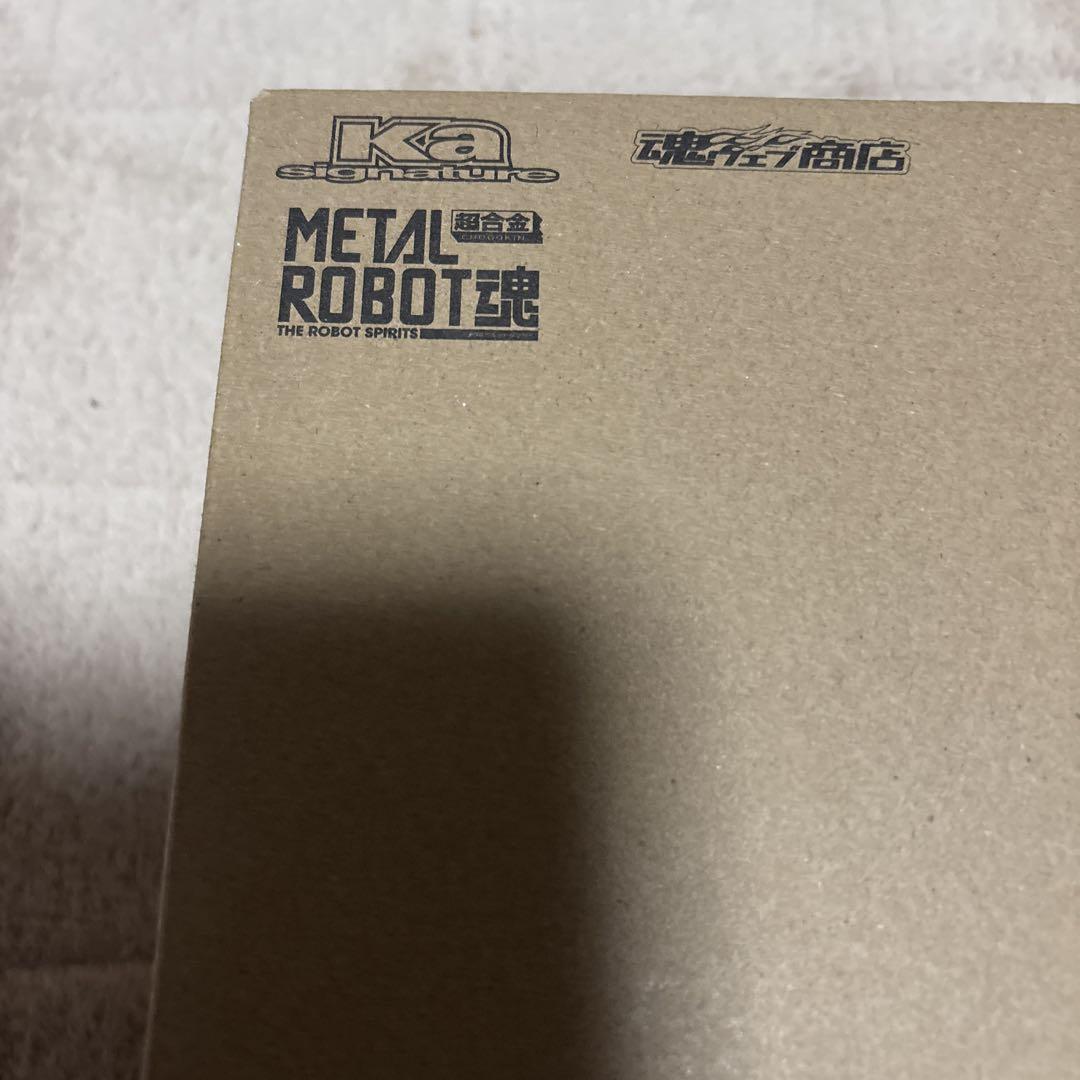 Ka
signature
魂ウェブ商店
METAL 超合金
CHOGOKIN
ROBOT魂
THE ROBOT SPIRITS